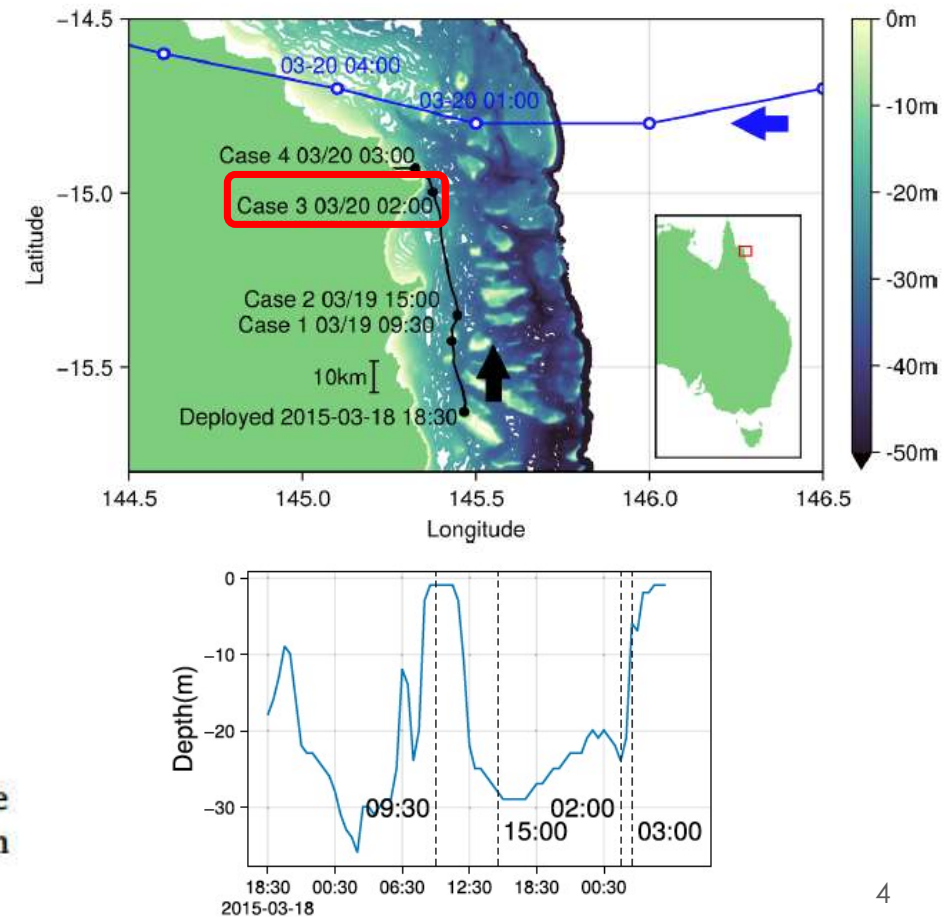 −14.5
−15.0
−15.5
Latitude
03-20 04:00
03-20 01:00
Case 4 03/20 03:00
Case 3 03/20 02:00
Case 2 03/19 15:00
Case 1 03/19 09:30
10km
Deployed 2015-03-18 18:30
144.5 145.0 145.5 146.0 146.5
Longitude
0m
-10m
-20m
-30m
-40m
-50m
0
−10
−20
−30
Depth(m)
09:30 02:00
15:00 03:00
18:30 00:30 06:30 12:30 18:30 00:30
2015-03-18
4